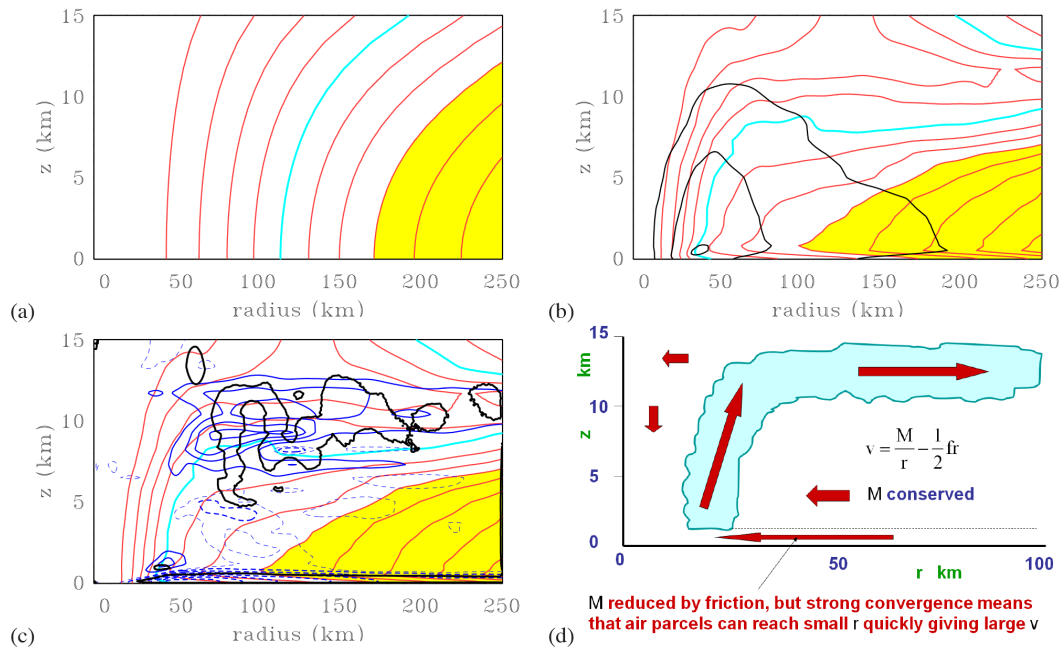 15
10
5
0
z (km)
0 50 100 150 200 250
radius (km)
(a)
15
10
5
0
z (km)
0 50 100 150 200 250
radius (km)
(b)
15
10
5
0
z (km)
0 50 100 150 200 250
radius (km)
(c)
15
km
10
z
5
0
v = M/r − 1/2 fr
M conserved
0 50 100
r km
M reduced by friction, but strong convergence means
that air parcels can reach small r quickly giving large v
(d)